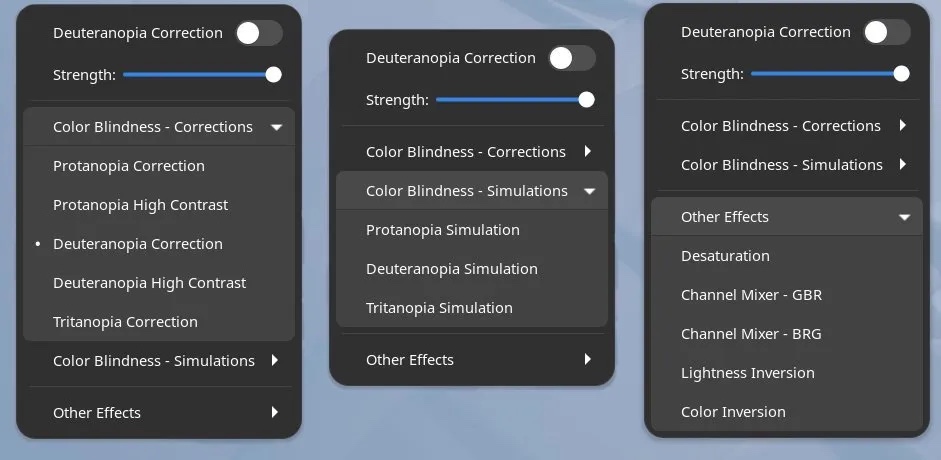 Deuteranopia Correction
Strength:
Color Blindness - Corrections
Protanopia Correction
Protanopia High Contrast
Deuteranopia Correction
Deuteranopia High Contrast
Tritanopia Correction
Color Blindness - Simulations
Other Effects
Deuteranopia Correction
Strength:
Color Blindness - Corrections
Color Blindness - Simulations
Protanopia Simulation
Deuteranopia Simulation
Tritanopia Simulation
Other Effects
Deuteranopia Correction
Strength:
Color Blindness - Corrections
Color Blindness - Simulations
Other Effects
Desaturation
Channel Mixer - GBR
Channel Mixer - BRG
Lightness Inversion
Color Inversion